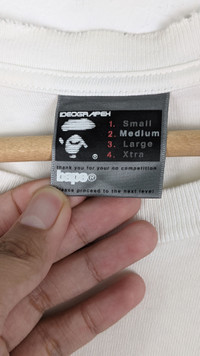 IDEOGRAPEH
1. Small
2. Medium
3. Large
4. Xtra
®
thank you for your no competition
bape®
please proceed to the next level